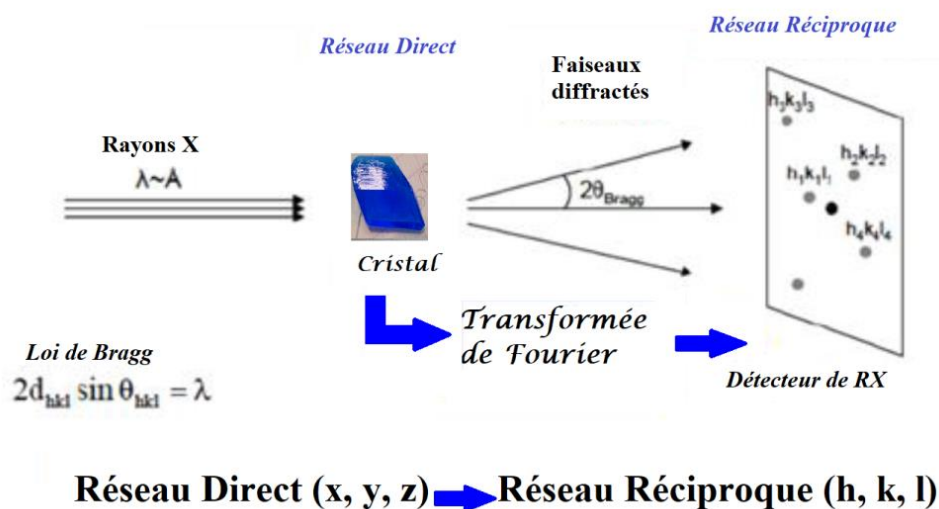 Réseau Direct
Réseau Réciproque
Faiseaux
diffractés
Rayons X
λ~A
2θBragg
h3k3l3
h2k2l2
h1k1l1
h4k4l4
Cristal
Transformée
de Fourier
Détecteur de RX
Loi de Bragg
2dhkl sin θhkl = λ
Réseau Direct (x, y, z) Réseau Réciproque (h, k, l)